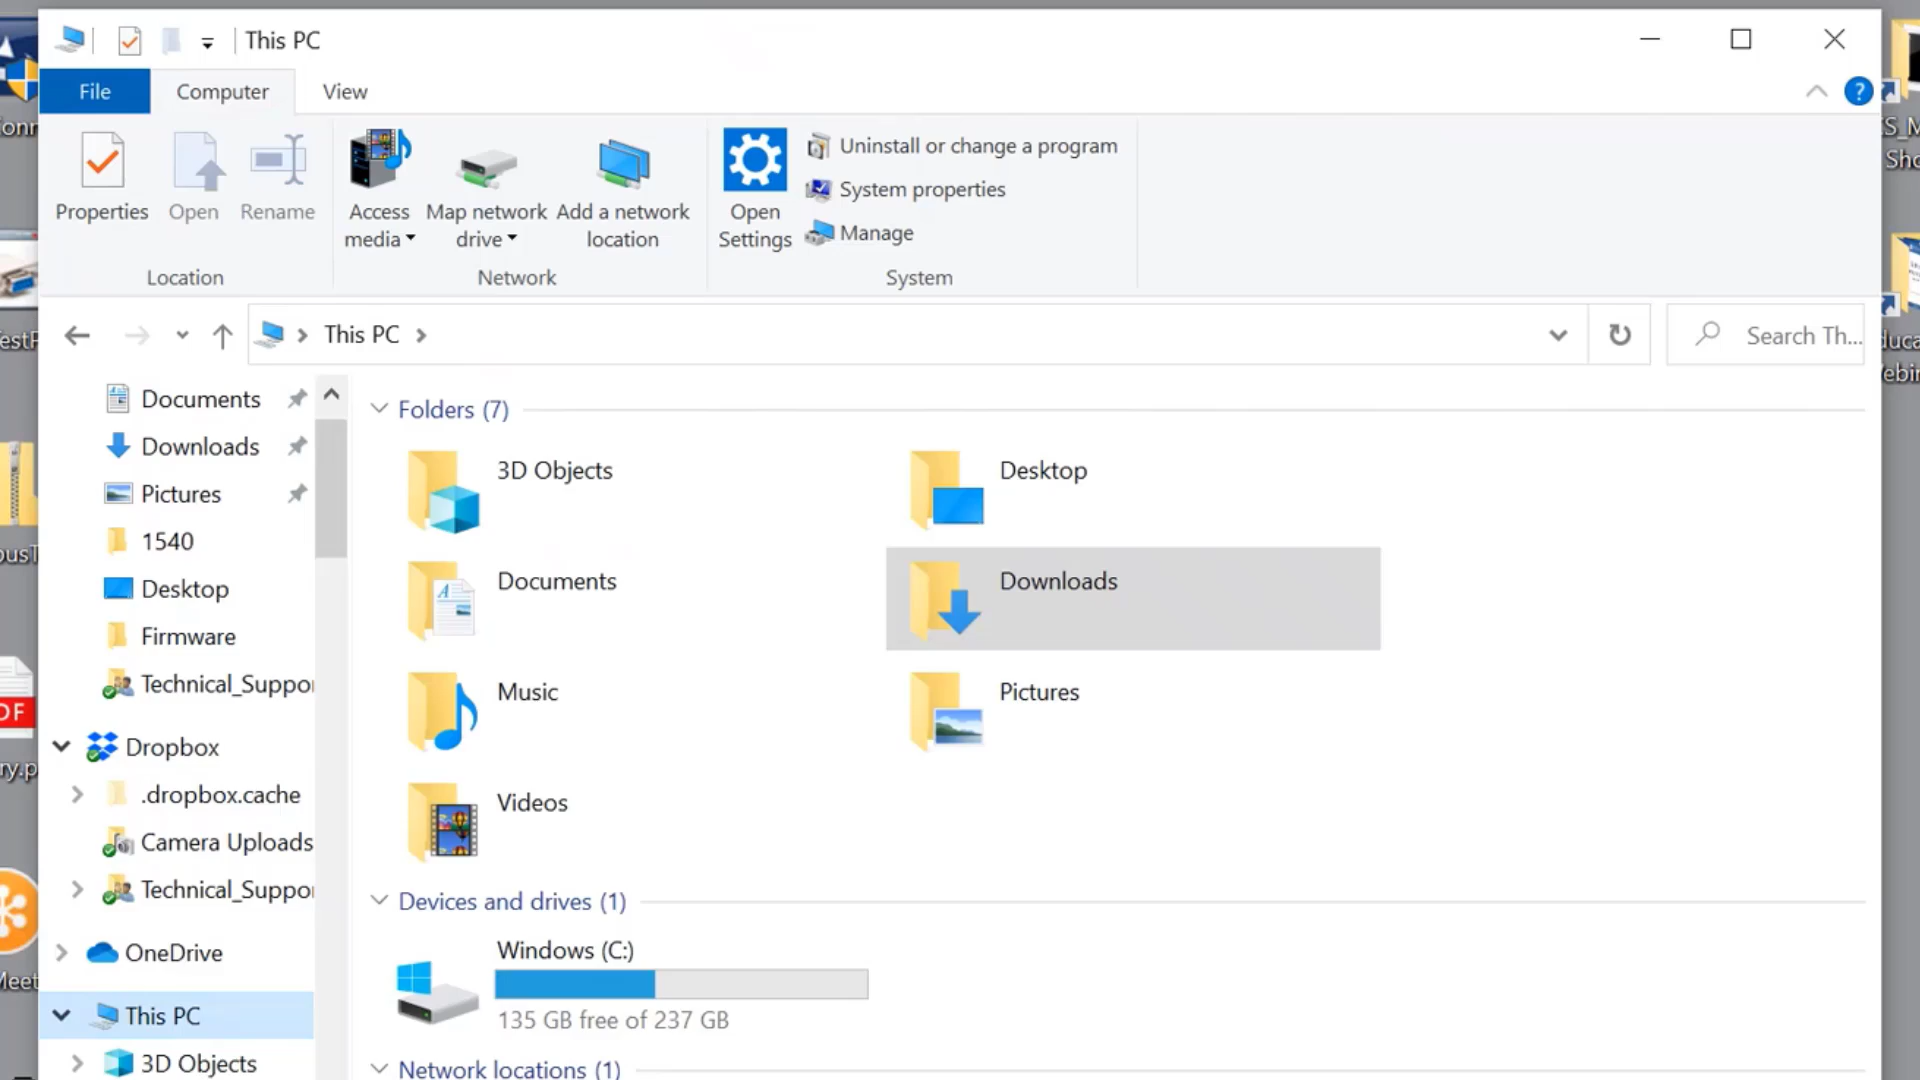 This PC
File
Computer
View
Properties
Open
Rename
Access media
Map network drive
Add a network location
Open Settings
Uninstall or change a program
System properties
Manage
Location
Network
System
This PC
Search Th...
Documents
Downloads
Pictures
1540
Desktop
Firmware
Technical_Suppo
Dropbox
.dropbox.cache
Camera Uploads
Technical_Suppo
OneDrive
This PC
3D Objects
Folders (7)
3D Objects
Desktop
Documents
Downloads
Music
Pictures
Videos
Devices and drives (1)
Windows (C:)
135 GB free of 237 GB
Network locations (1)